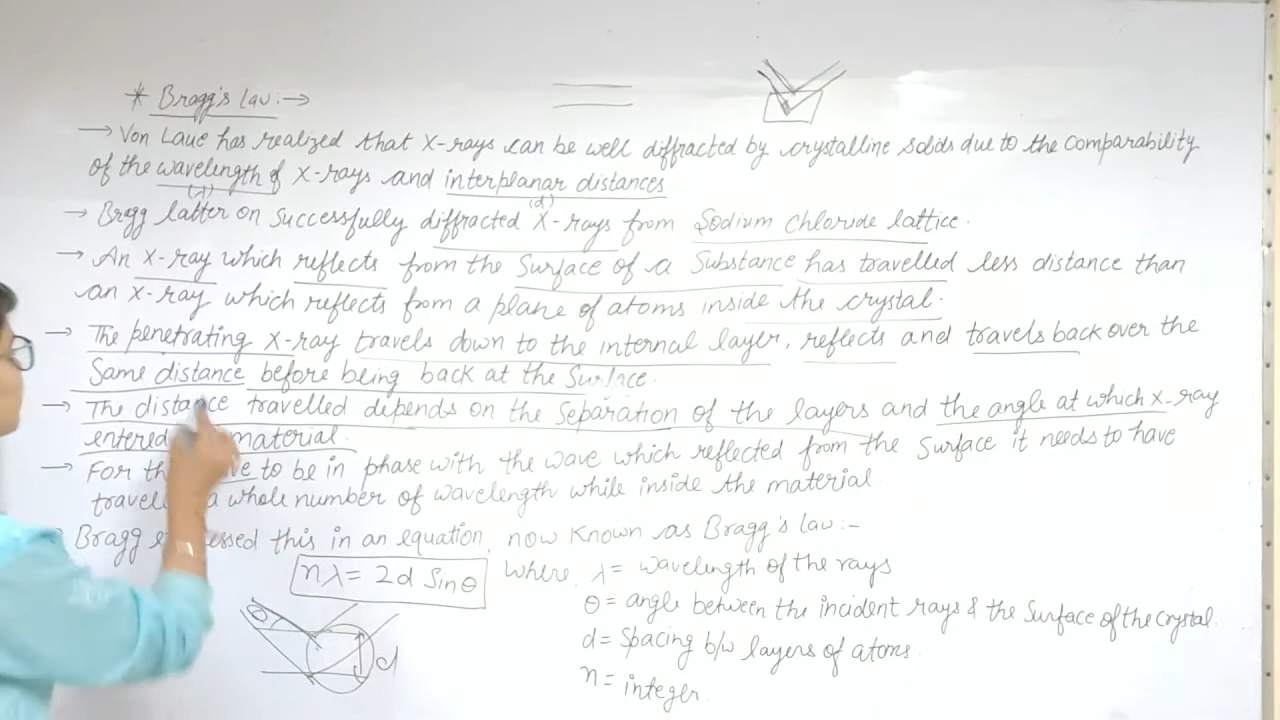 * Bragg's Law:→
→ Von Laue has realized that X-rays can be well diffracted by crystalline solids due to the comparability
of the wavelength of X-rays and interplanar distances
(λ) (d)
→ Bragg latter on successfully diffracted X-rays from Sodium Chloride lattice.
→ An X-ray which reflects from the Surface of a Substance has travelled less distance than
an X-ray which reflects from a plane of atoms inside the crystal.
→ The penetrating X-ray travels down to the internal layer, reflects and travels back over the
Same distance before being back at the Surface.
→ The distance travelled depends on the Separation of the layers and the angle at which X-ray
entered material.
→ For to be in phase with the wave which reflected from the Surface it needs to have
a whole number of wavelength while inside the material
Bragg this in an equation, now known as Bragg's law:-
nλ = 2d Sinθ where, λ = wavelength of the rays
θ = angle between the incident rays & the Surface of the crystal.
d = Spacing b/w layers of atoms.
n = integer
θ
d